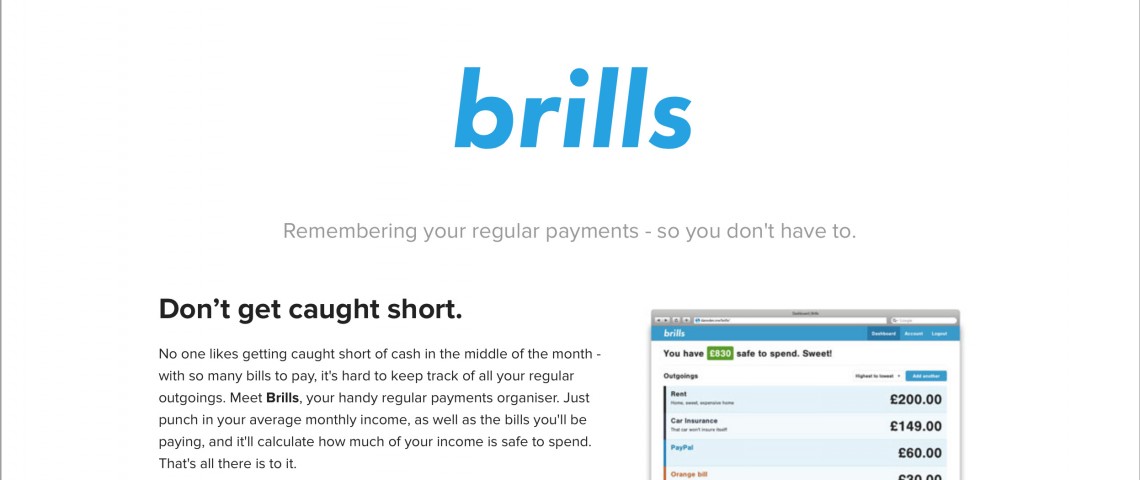 brills
Remembering your regular payments - so you don't have to.
Don’t get caught short.
No one likes getting caught short of cash in the middle of the month -
with so many bills to pay, it's hard to keep track of all your regular
outgoings. Meet Brills, your handy regular payments organiser. Just
punch in your average monthly income, as well as the bills you'll be
paying, and it'll calculate how much of your income is safe to spend.
That's all there is to it.
brills Dashboard Account Logout
You have £830 safe to spend. Sweet!
Outgoings Highest to lowest Add another
Rent
Home, sweet, expensive home
£200.00
Car Insurance
That car won't insure itself!
£149.00
PayPal
£60.00
Orange bill
£30.00